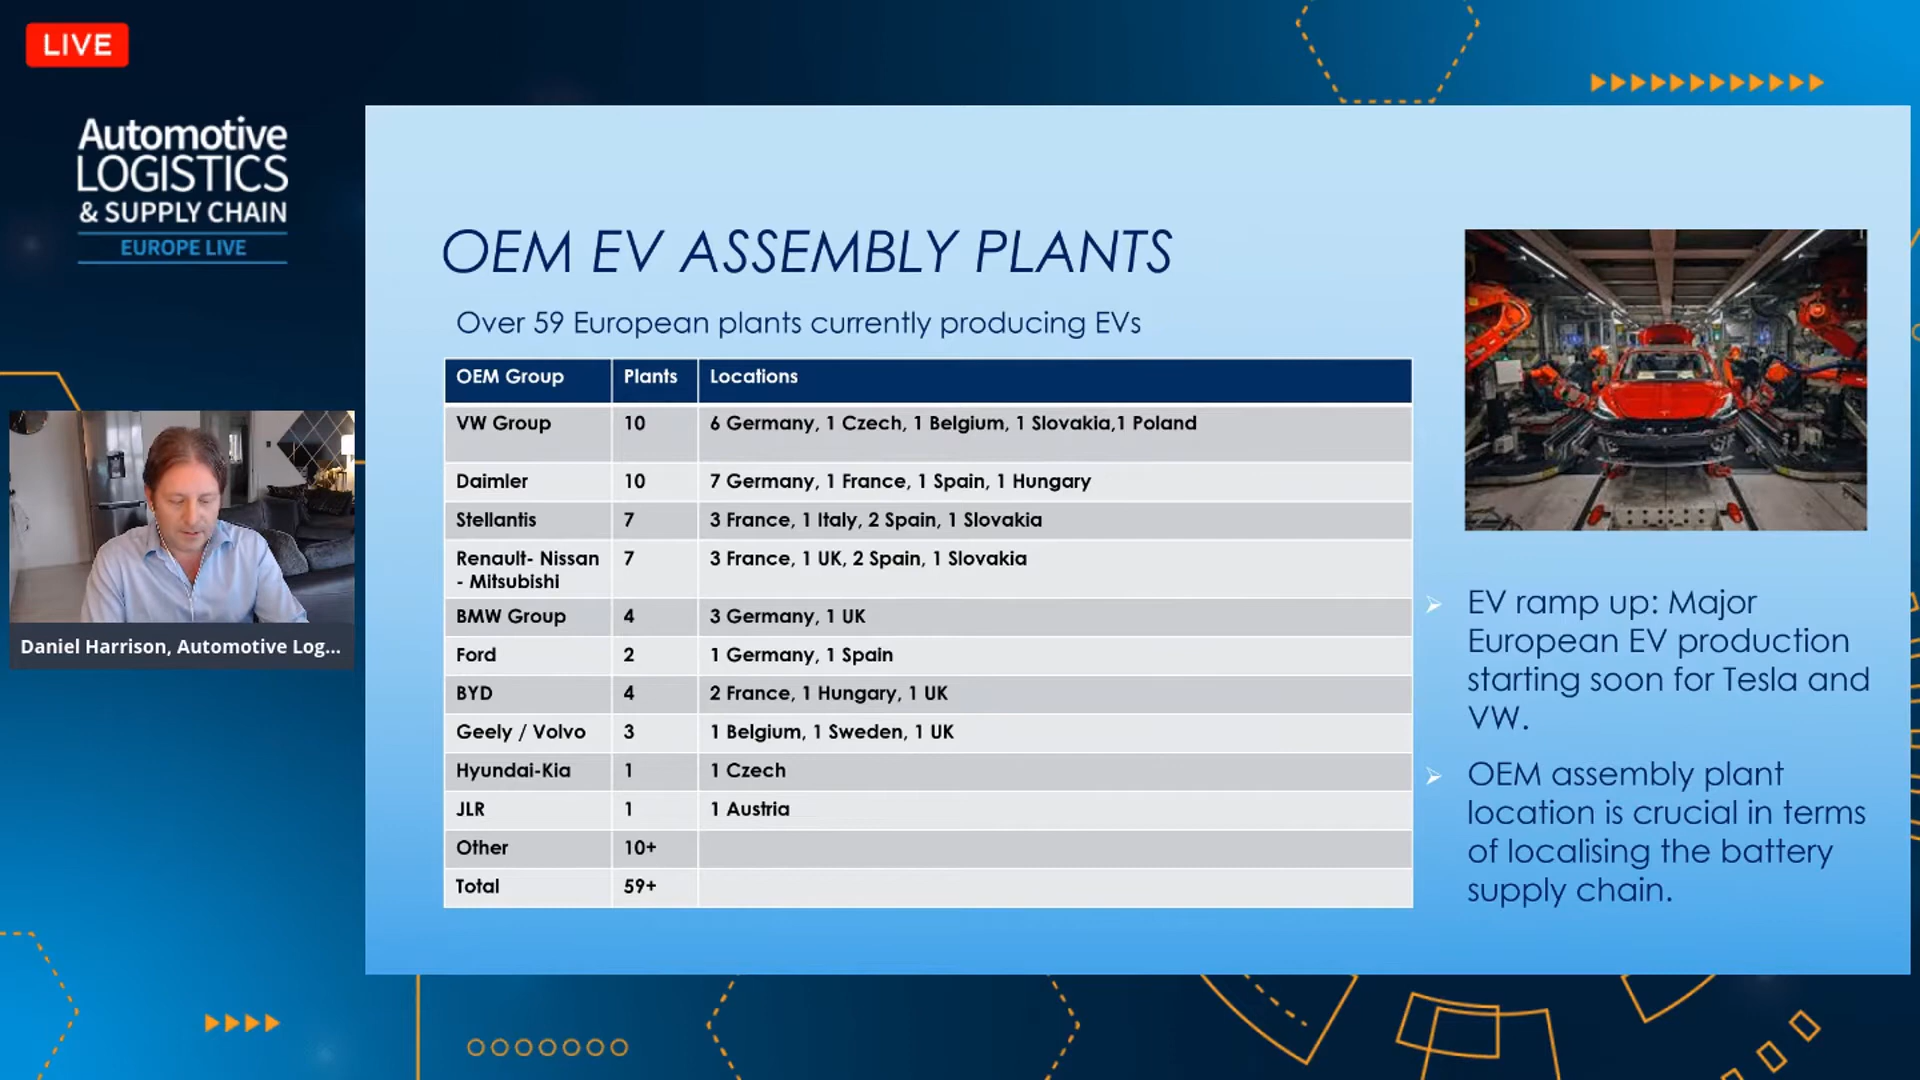 LIVE
Automotive
LOGISTICS
& SUPPLY CHAIN
EUROPE LIVE
Daniel Harrison, Automotive Log...
OEM EV ASSEMBLY PLANTS
Over 59 European plants currently producing EVs
OEM Group Plants Locations
VW Group 10 6 Germany, 1 Czech, 1 Belgium, 1 Slovakia,1 Poland
Daimler 10 7 Germany, 1 France, 1 Spain, 1 Hungary
Stellantis 7 3 France, 1 Italy, 2 Spain, 1 Slovakia
Renault- Nissan 7 3 France, 1 UK, 2 Spain, 1 Slovakia
- Mitsubishi
BMW Group 4 3 Germany, 1 UK
Ford 2 1 Germany, 1 Spain
BYD 4 2 France, 1 Hungary, 1 UK
Geely / Volvo 3 1 Belgium, 1 Sweden, 1 UK
Hyundai-Kia 1 1 Czech
JLR 1 1 Austria
Other 10+
Total 59+
EV ramp up: Major
European EV production
starting soon for Tesla and
VW.
OEM assembly plant
location is crucial in terms
of localising the battery
supply chain.